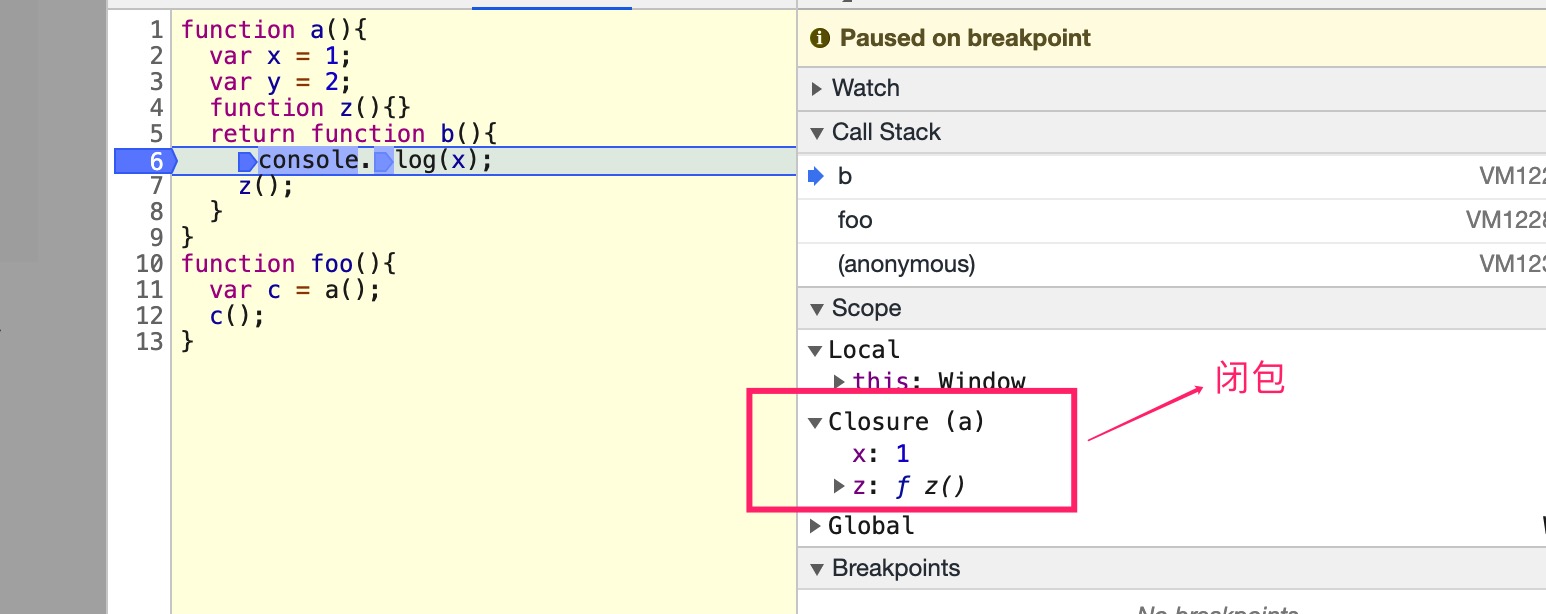 1 function a(){
2 var x = 1;
3 var y = 2;
4 function z(){}
5 return function b(){
6 console.log(x);
7 z();
8 }
9 }
10 function foo(){
11 var c = a();
12 c();
13 }
Paused on breakpoint
Watch
Call Stack
b VM122
foo VM1228
(anonymous) VM123
Scope
Local
this: Window
Closure (a)
x: 1
z: ƒ z()
闭包
Global
Breakpoints
No breakpoints